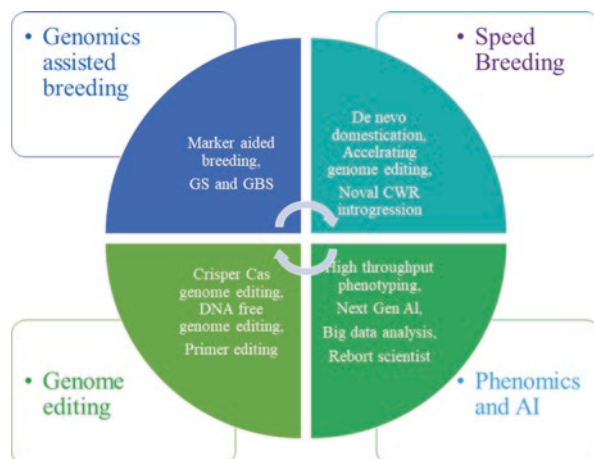 • Genomics
assisted
breeding
• Speed
Breeding
Marker aided
breeding,
GS and GBS
De nevo
domestication,
Accelrating
genome editing,
Noval CWR
introgression
Crisper Cas
genome editing,
DNA free
genome editing,
Primer editing
High throughput
phenotyping,
Next Gen Al,
Big data analysis,
Rebort scientist
• Genome
editing
• Phenomics
and AI